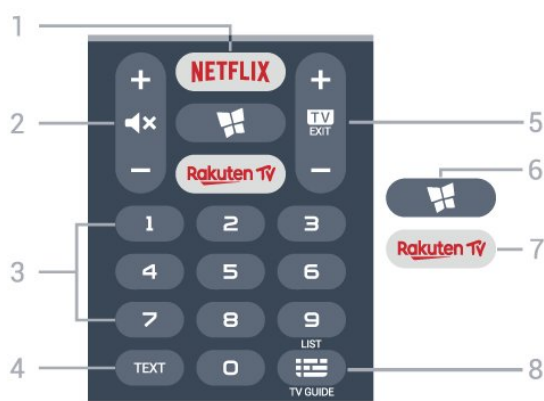 1
NETFLIX
+ +
2 TV EXIT 5
6
- Rakuten TV -
1 2 3
Rakuten TV 7
3 4 5 6
7 8 9
LIST
4 TEXT 0 8
TV GUIDE